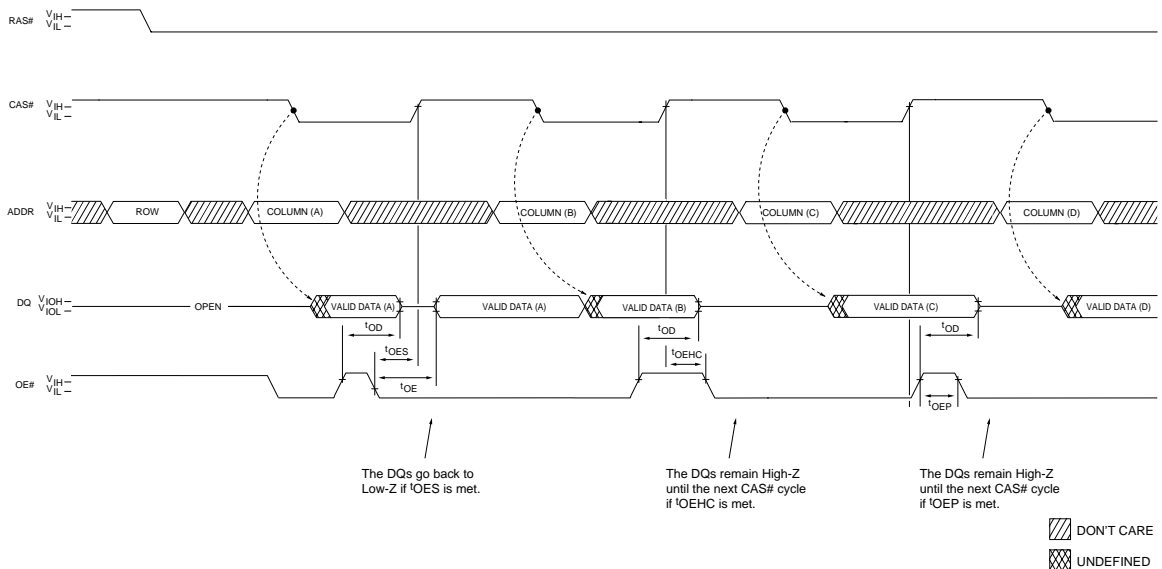 RAS# VIH VIL
CAS# VIH VIL
ADDR VIH VIL ROW COLUMN (A) COLUMN (B) COLUMN (C) COLUMN (D)
DQ VIOH VIOL OPEN VALID DATA (A) VALID DATA (A) VALID DATA (B) VALID DATA (C) VALID DATA (D)
tOD tOD tOD
tOES tOEHC
OE# VIH VIL tOE tOEP
The DQs go back to
Low-Z if tOES is met.
The DQs remain High-Z
until the next CAS# cycle
if tOEHC is met.
The DQs remain High-Z
until the next CAS# cycle
if tOEP is met.
DON'T CARE
UNDEFINED